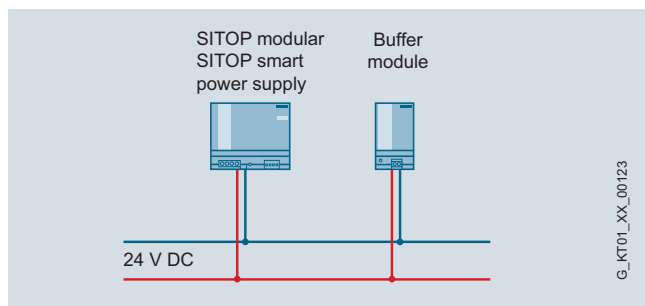 SITOP modular
SITOP smart
power supply
Buffer
module
24 V DC
G_KT01_XX_00123